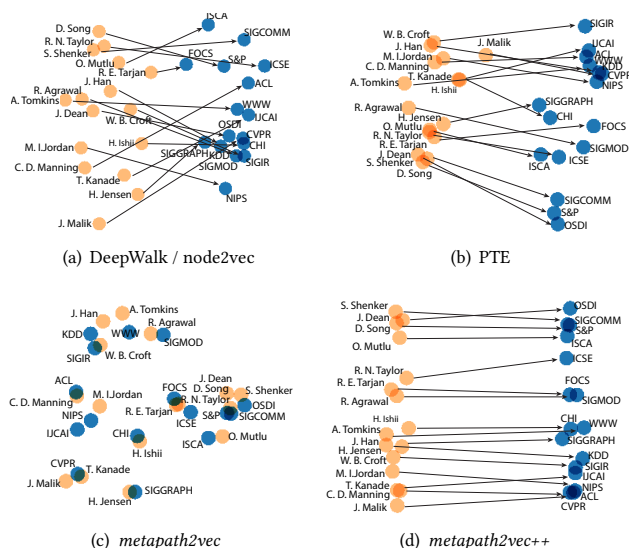 D. Song
R. N. Taylor
S. Shenker
O. Mutlu
R. E. Tarjan
J. Han
R. Agrawal
A. Tomkins
J. Dean
W. B. Croft
M. I.Jordan
H. Ishii
C. D. Manning
T. Kanade
H. Jensen
J. Malik
ISCA
SIGCOMM
FOCS
S&P
ICSE
ACL
WWW
IJCAI
OSDI
CVPR
CHI
SIGGRAPH
KDD
SIGMOD
SIGIR
NIPS
(a) DeepWalk / node2vec
W. B. Croft
J. Han
M. I.Jordan
C. D. Manning
J. Malik
T. Kanade
A.Tomkins
H. Ishii
R. Agrawal
H. Jensen
O. Mutlu
R. N. Taylor
R. E. Tarjan
J. Dean
S. Shenker
D. Song
SIGIR
IJCAI
ACL
WWW
KDD
CVPR
NIPS
SIGGRAPH
CHI
FOCS
SIGMOD
ICSE
ISCA
SIGCOMM
S&P
OSDI
(b) PTE
J. Han
A. Tomkins
KDD
WWW
R. Agrawal
SIGMOD
SIGIR
W. B. Croft
ACL
C. D. Manning
M. I.Jordan
NIPS
IJCAI
FOCS
R. E. Tarjan
R. N. Taylor
ICSE
J. Dean
D. Song
S. Shenker
OSDI
S&P
SIGCOMM
CHI
H. Ishii
ISCA
O. Mutlu
CVPR
T. Kanade
J. Malik
H. Jensen
SIGGRAPH
(c) metapath2vec
S. Shenker
J. Dean
D. Song
O. Mutlu
R. N. Taylor
R. E. Tarjan
R. Agrawal
H. Ishii
A. Tomkins
J. Han
H. Jensen
W. B. Croft
M. I. Jordan
T. Kanade
C. D. Manning
J. Malik
OSDI
SIGCOMM
S&P
ISCA
ICSE
FOCS
SIGMOD
CHI
WWW
SIGGRAPH
KDD
SIGIR
IJCAI
NIPS
ACL
CVPR
(d) metapath2vec++